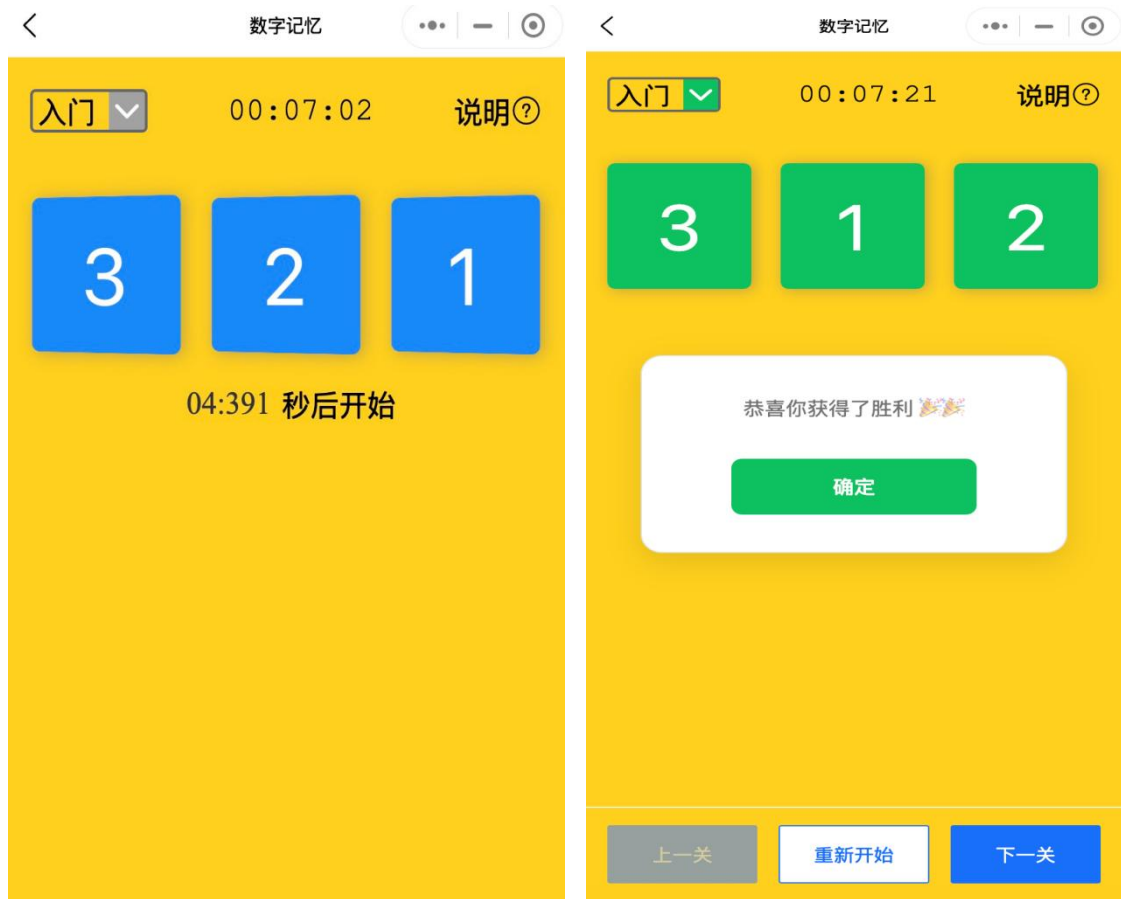 数字记忆
入门 00:07:02 说明?
3 2 1
04:391 秒后开始
数字记忆
入门 00:07:21 说明?
3 1 2
恭喜你获得了胜利🎉🎉
确定
上一关 重新开始 下一关